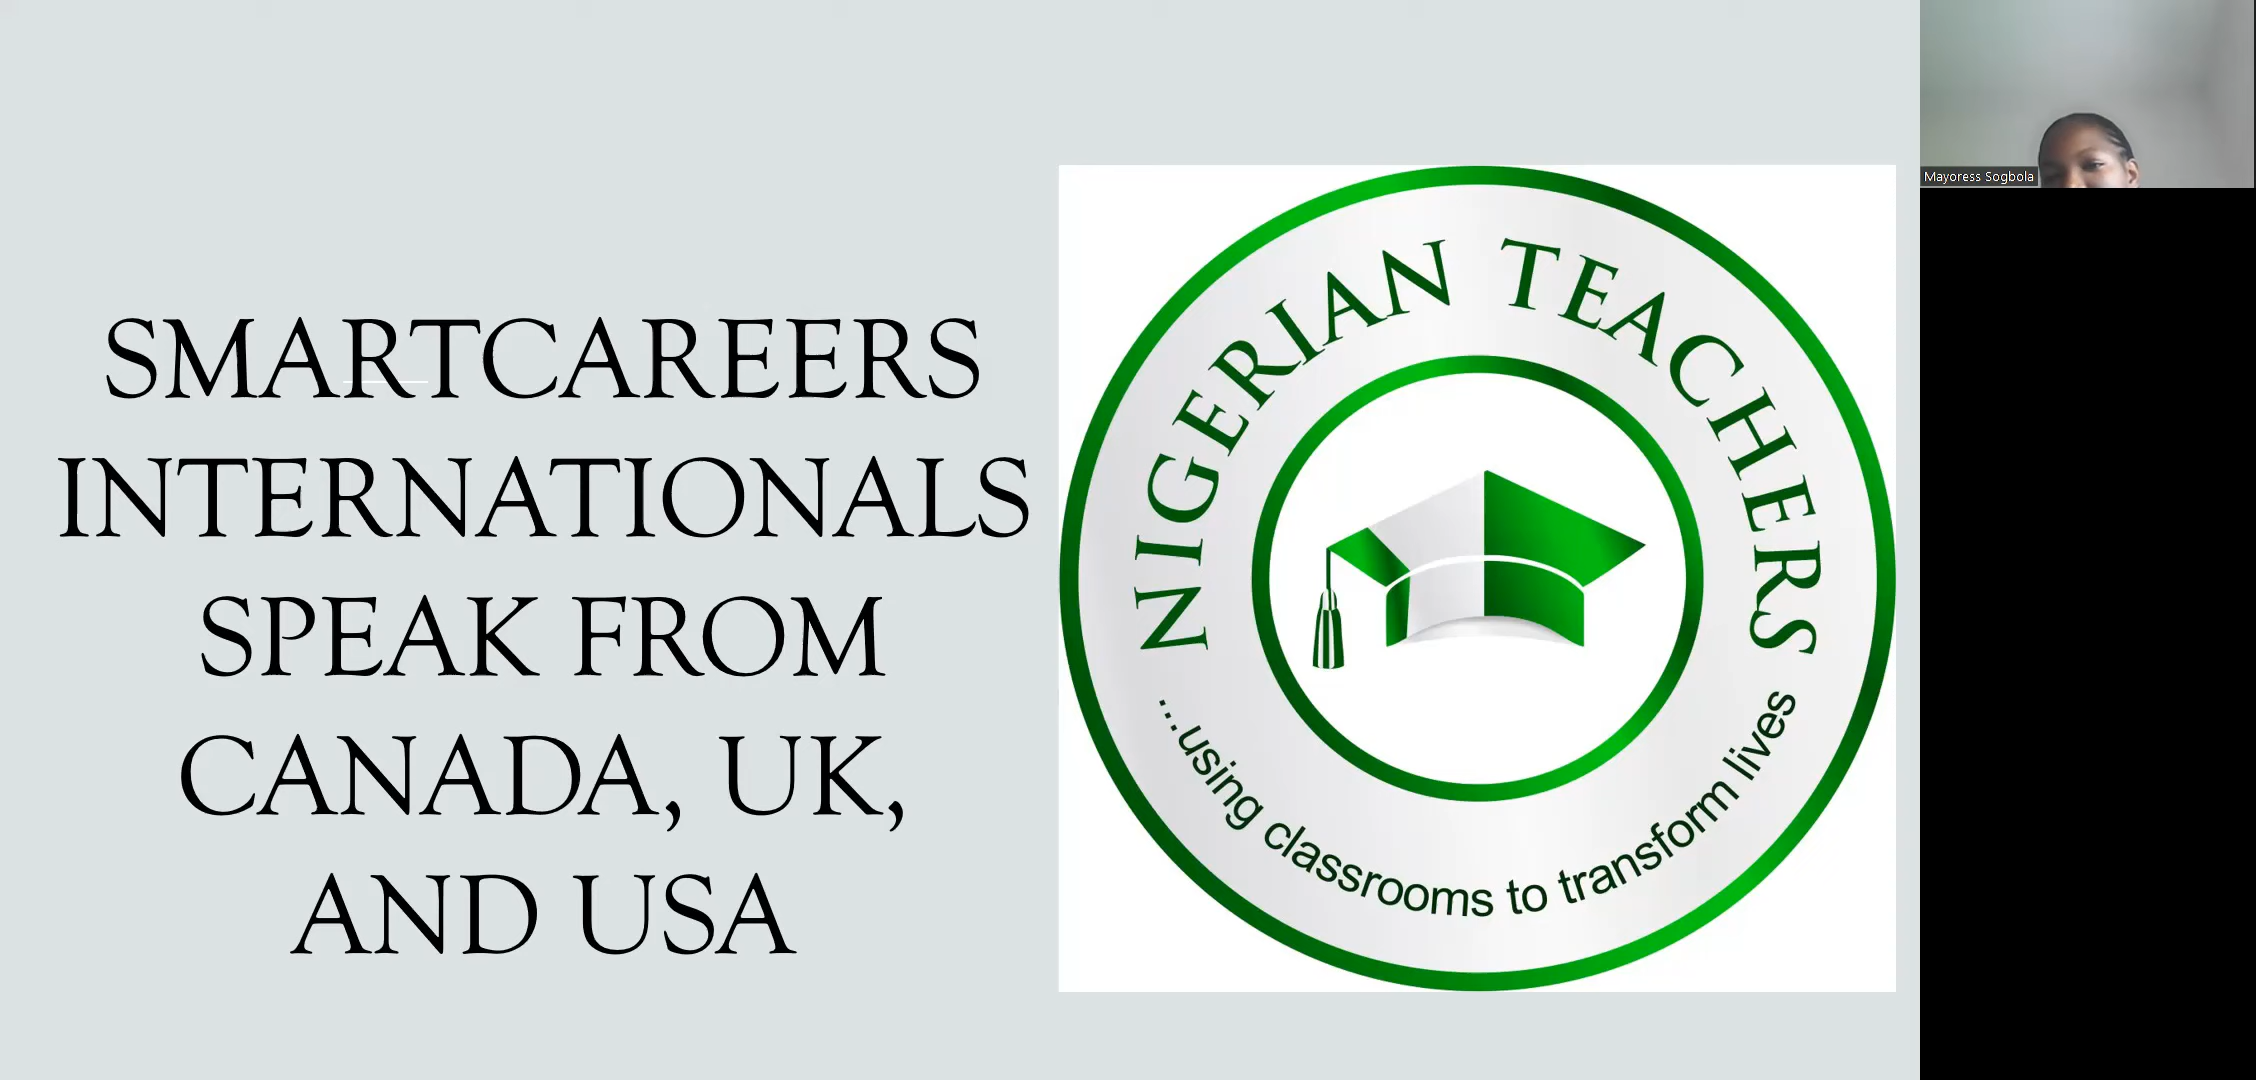 SMARTCAREERS
INTERNATIONALS
SPEAK FROM
CANADA, UK,
AND USA
NIGERIAN TEACHERS
...using classrooms to transform lives
Mayoress Sogbola